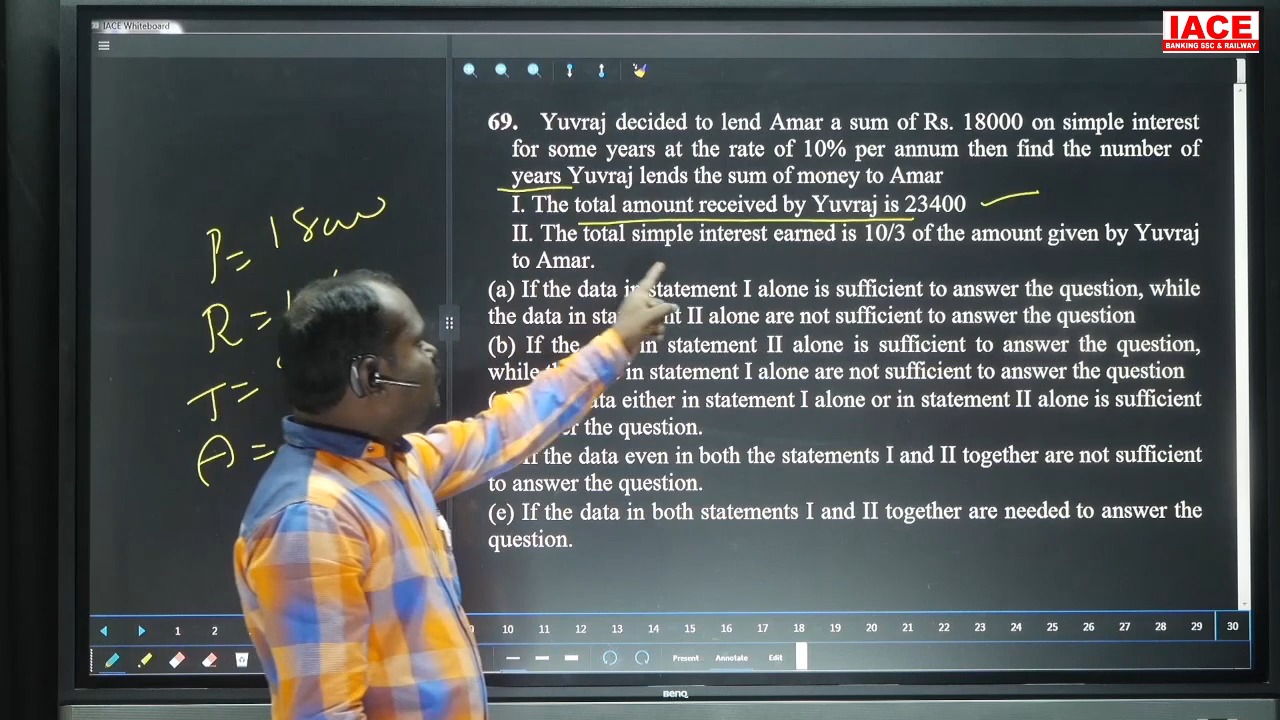 IACE Whiteboard
IACE
BANKING SSC & RAILWAY
69. Yuvraj decided to lend Amar a sum of Rs. 18000 on simple interest
for some years at the rate of 10% per annum then find the number of
years Yuvraj lends the sum of money to Amar
I. The total amount received by Yuvraj is 23400
II. The total simple interest earned is 10/3 of the amount given by Yuvraj
to Amar.
(a) If the data in statement I alone is sufficient to answer the question, while
the data in II alone are not sufficient to answer the question
(b) If the in statement II alone is sufficient to answer the question,
while in statement I alone are not sufficient to answer the question
either in statement I alone or in statement II alone is sufficient
the question.
If the data even in both the statements I and II together are not sufficient
to answer the question.
(e) If the data in both statements I and II together are needed to answer the
question.
P=
R=
T=
A=
1 2 10 11 12 13 14 15 16 17 18 19 20 21 22 23 24 25 26 27 28 29 30
Present Annotate Edit
BenQ